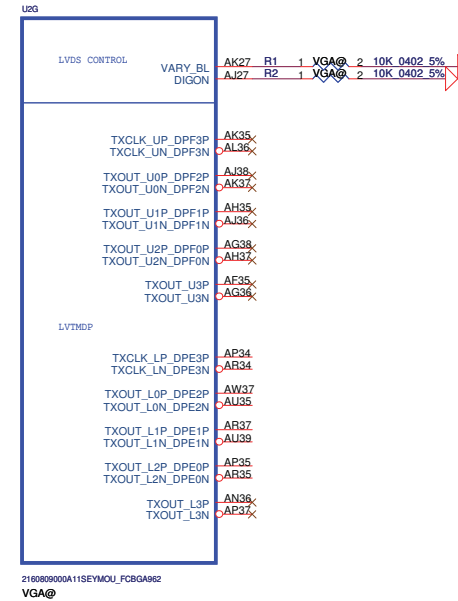 U2G
LVDS CONTROL
VARY_BL AK27 R1 1 VGA@ 2 10K_0402_5%
DIGON AJ27 R2 1 VGA@ 2 10K_0402_5%
TXCLK_UP_DPF3P AK35
TXCLK_UN_DPF3N AL36
TXOUT_U0P_DPF2P AJ38
TXOUT_U0N_DPF2N AK37
TXOUT_U1P_DPF1P AH35
TXOUT_U1N_DPF1N AJ36
TXOUT_U2P_DPF0P AG38
TXOUT_U2N_DPF0N AH37
TXOUT_U3P AF35
TXOUT_U3N AG36
LVTMDP
TXCLK_LP_DPE3P AP34
TXCLK_LN_DPE3N AR34
TXOUT_L0P_DPE2P AW37
TXOUT_L0N_DPE2N AU35
TXOUT_L1P_DPE1P AR37
TXOUT_L1N_DPE1N AU39
TXOUT_L2P_DPE0P AP35
TXOUT_L2N_DPE0N AR35
TXOUT_L3P AN36
TXOUT_L3N AP37
2160809000A11SEYMOU_FCBGA962
VGA@